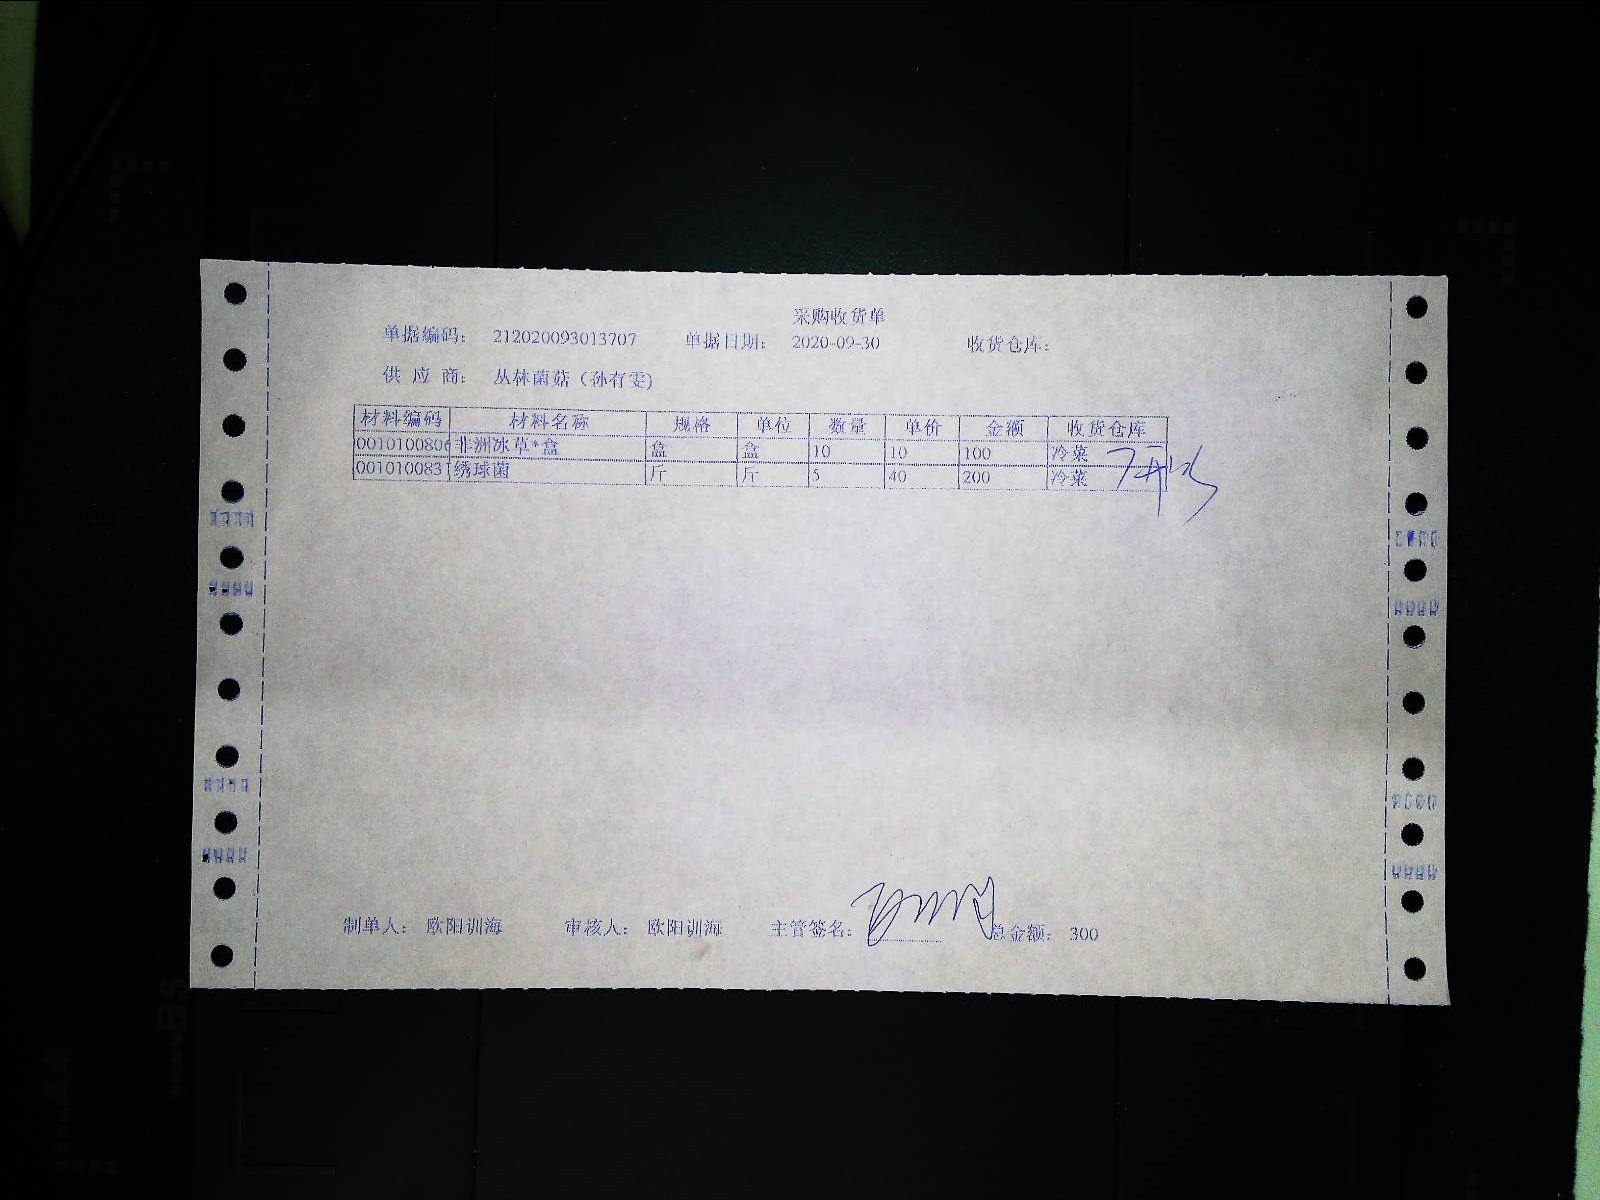 采购收货单
单据编码: 212020093013707 单据日期: 2020-09-30 收货仓库:
供 应 商: 丛林菌菇（孙有雯)
材料编码 材料名称 规格 单位 数量 单价 金额 收货仓库
0010100806 非洲冰草*盒 盒 盒 10 10 100 冷菜
001010083 绣球菌 斤 斤 5 40 200 冷菜
制单人: 欧阳训海 审核人: 欧阳训海 主管签名: 总金额: 300